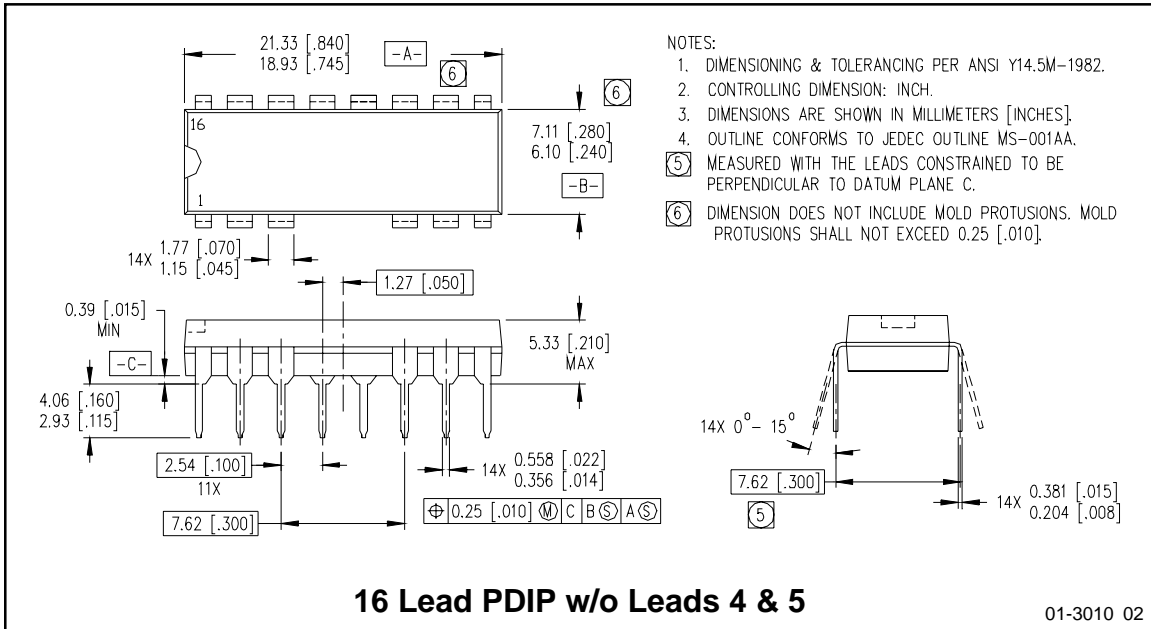 21.33 [.840]
18.93 [.745]
-A-
6
6
16
1
7.11 [.280]
6.10 [.240]
-B-
NOTES:
1. DIMENSIONING & TOLERANCING PER ANSI Y14.5M-1982.
2. CONTROLLING DIMENSION: INCH.
3. DIMENSIONS ARE SHOWN IN MILLIMETERS [INCHES].
4. OUTLINE CONFORMS TO JEDEC OUTLINE MS-001AA.
5 MEASURED WITH THE LEADS CONSTRAINED TO BE
PERPENDICULAR TO DATUM PLANE C.
6 DIMENSION DOES NOT INCLUDE MOLD PROTUSIONS. MOLD
PROTUSIONS SHALL NOT EXCEED 0.25 [.010].
14X 1.77 [.070]
1.15 [.045]
1.27 [.050]
0.39 [.015]
MIN
-C-
5.33 [.210]
MAX
4.06 [.160]
2.93 [.115]
2.54 [.100]
11X
14X 0.558 [.022]
0.356 [.014]
7.62 [.300]
⌖ 0.25 [.010] Ⓜ C B Ⓢ A Ⓢ
14X 0° - 15°
7.62 [.300]
5
14X 0.381 [.015]
0.204 [.008]
16 Lead PDIP w/o Leads 4 & 5
01-3010 02